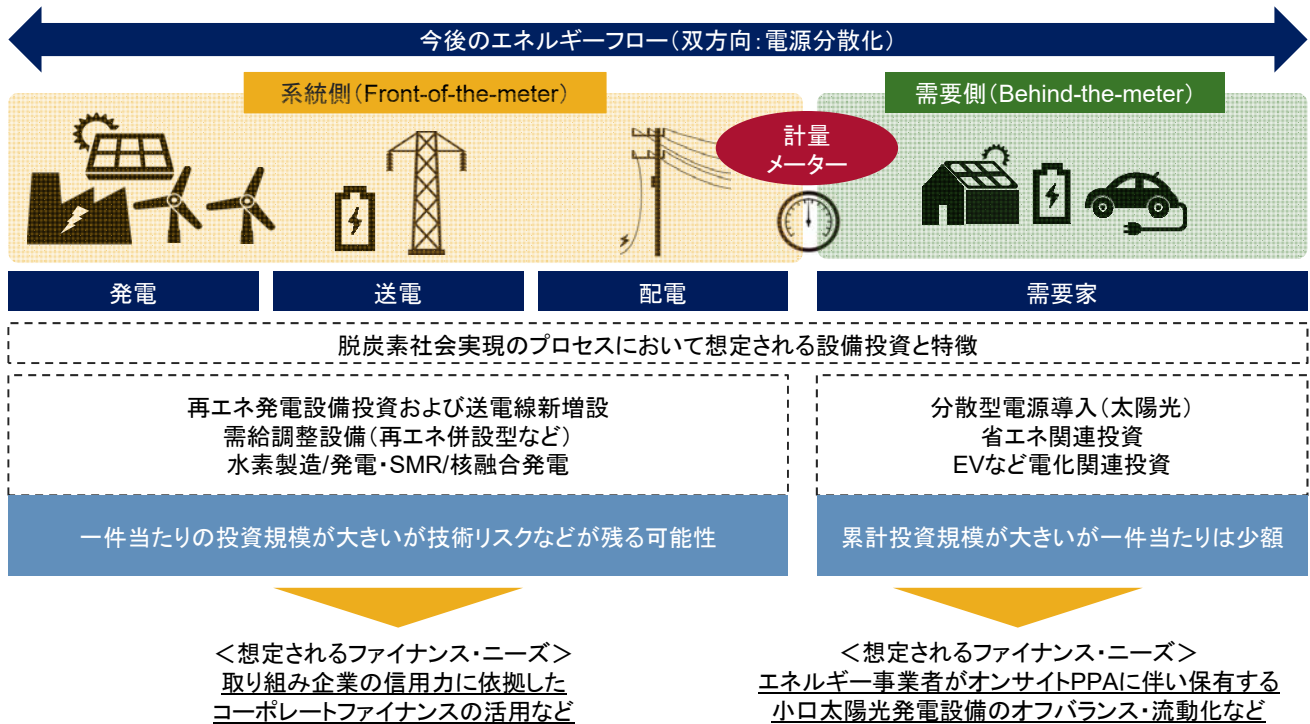 今後のエネルギーフロー(双方向:電源分散化)
系統側(Front-of-the-meter)
需要側(Behind-the-meter)
計量
メーター
発電
送電
配電
需要家
脱炭素社会実現のプロセスにおいて想定される設備投資と特徴
再エネ発電設備投資および送電線新増設
需給調整設備(再エネ併設型など)
水素製造/発電・SMR/核融合発電
分散型電源導入(太陽光)
省エネ関連投資
EVなど電化関連投資
一件当たりの投資規模が大きいが技術リスクなどが残る可能性
累計投資規模が大きいが一件当たりは少額
＜想定されるファイナンス・ニーズ＞
取り組み企業の信用力に依拠した
コーポレートファイナンスの活用など
＜想定されるファイナンス・ニーズ＞
エネルギー事業者がオンサイトPPAに伴い保有する
小口太陽光発電設備のオフバランス・流動化など